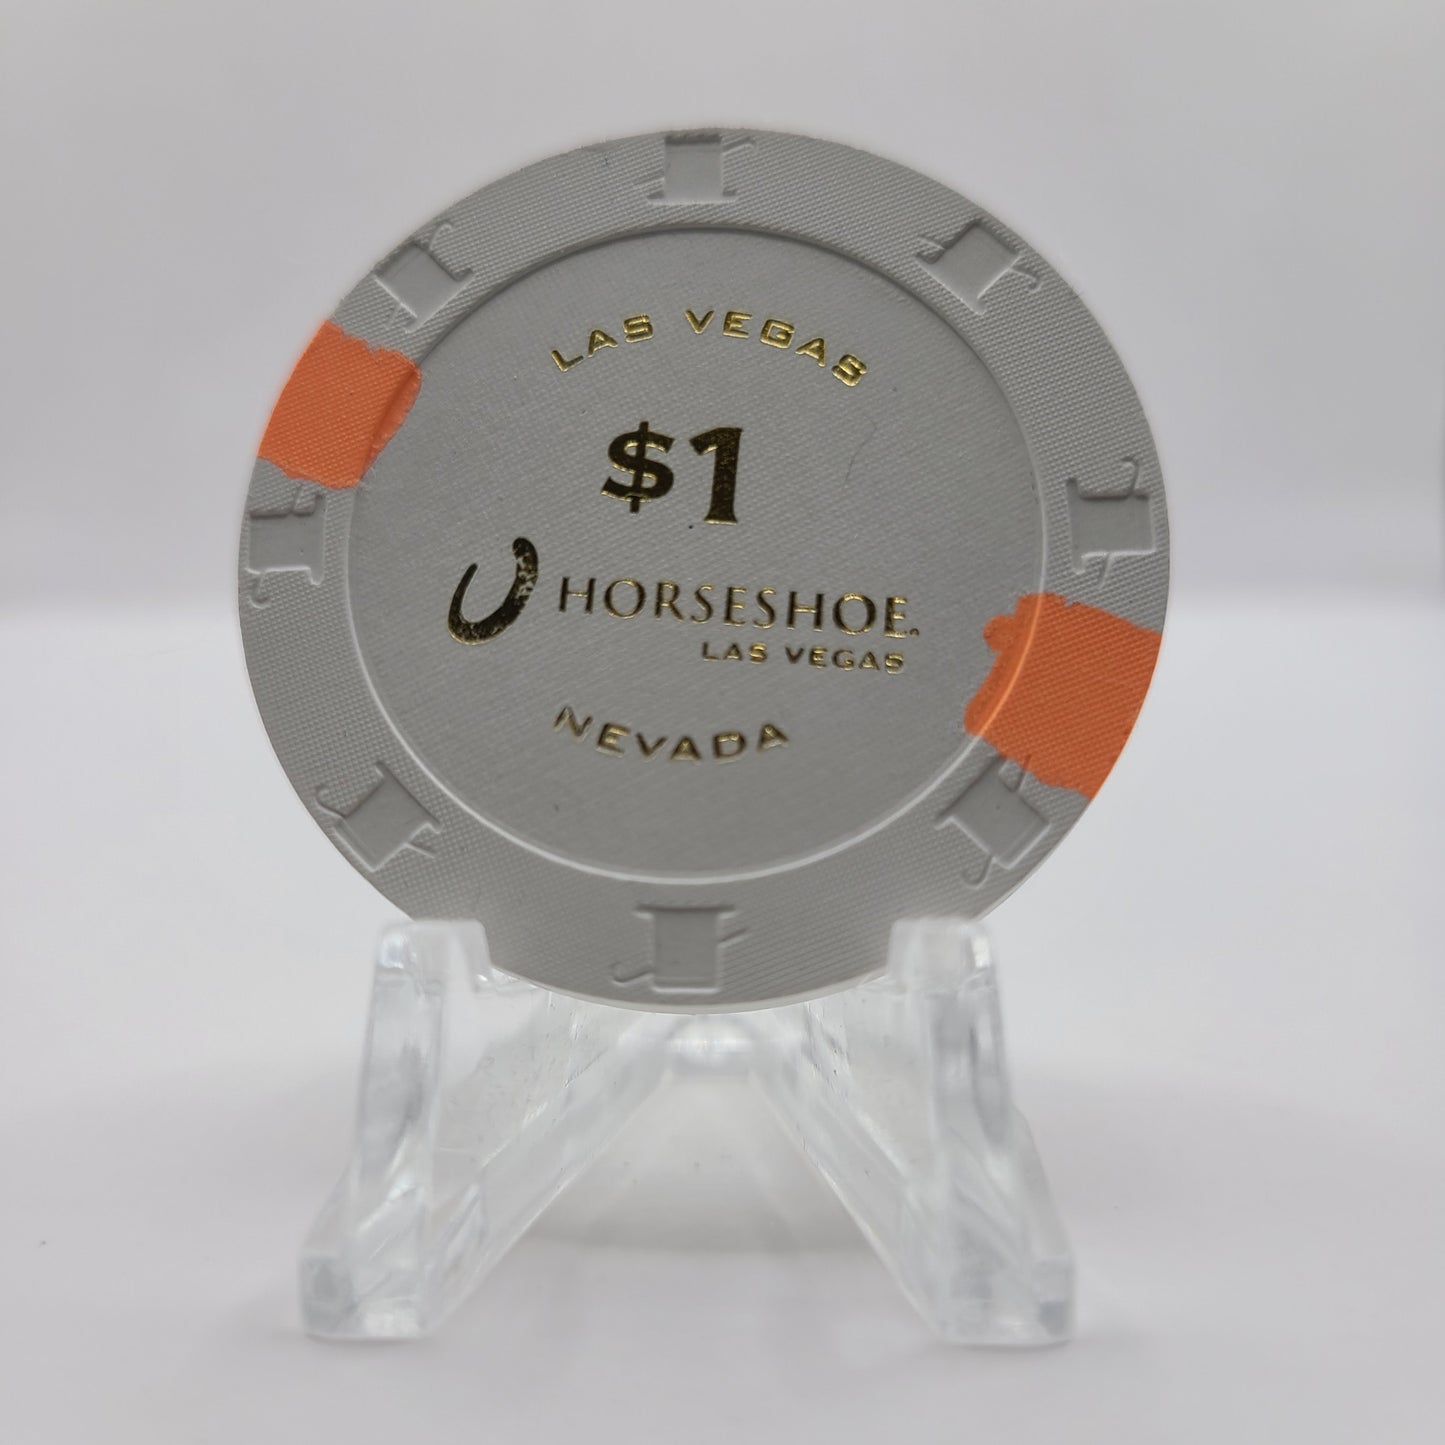 LAS VEGAS
$1
HORSESHOE.
LAS VEGAS
NEVADA